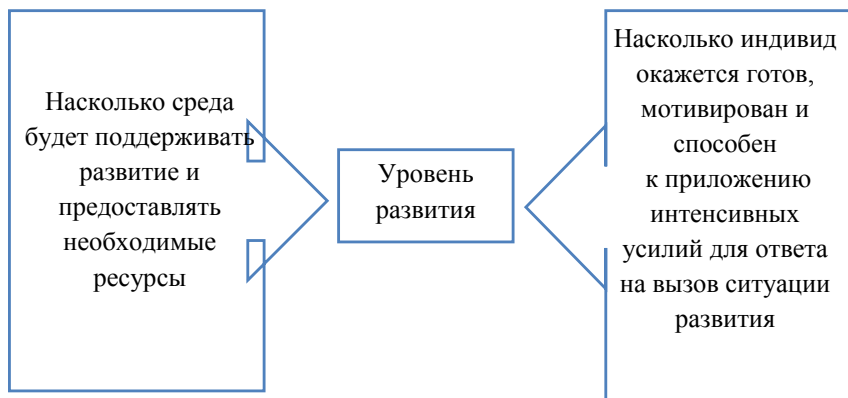 Насколько среда
будет поддерживать
развитие и
предоставлять
необходимые
ресурсы
Уровень
развития
Насколько индивид
окажется готов,
мотивирован и
способен
к приложению
интенсивных
усилий для ответа
на вызов ситуации
развития